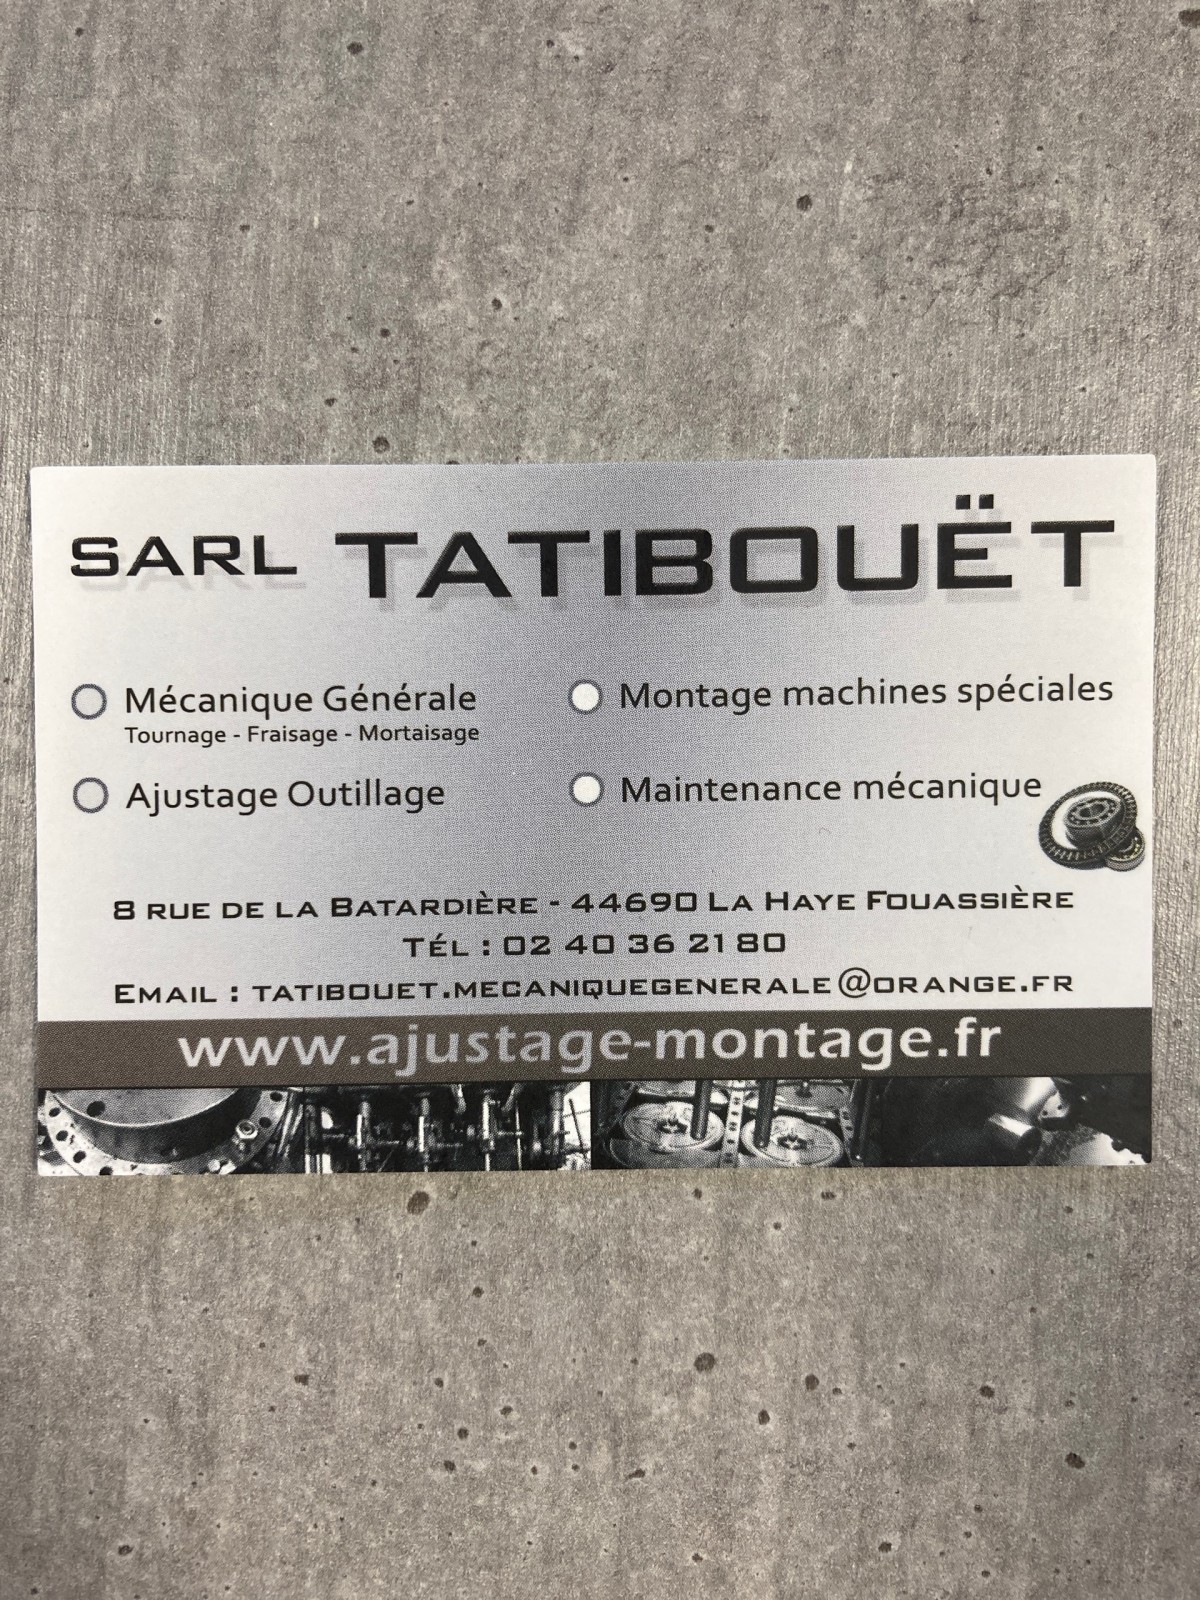 SARL TATIBOUËT
Mécanique Générale
Tournage - Fraisage - Mortaisage
Montage machines spéciales
Ajustage Outillage
Maintenance mécanique
8 RUE DE LA BATARDIÈRE - 44690 LA HAYE FOUASSIÈRE
TÉL : 02 40 36 21 80
EMAIL : TATIBOUET.MECANIQUEGENERALE@ORANGE.FR
www.ajustage-montage.fr